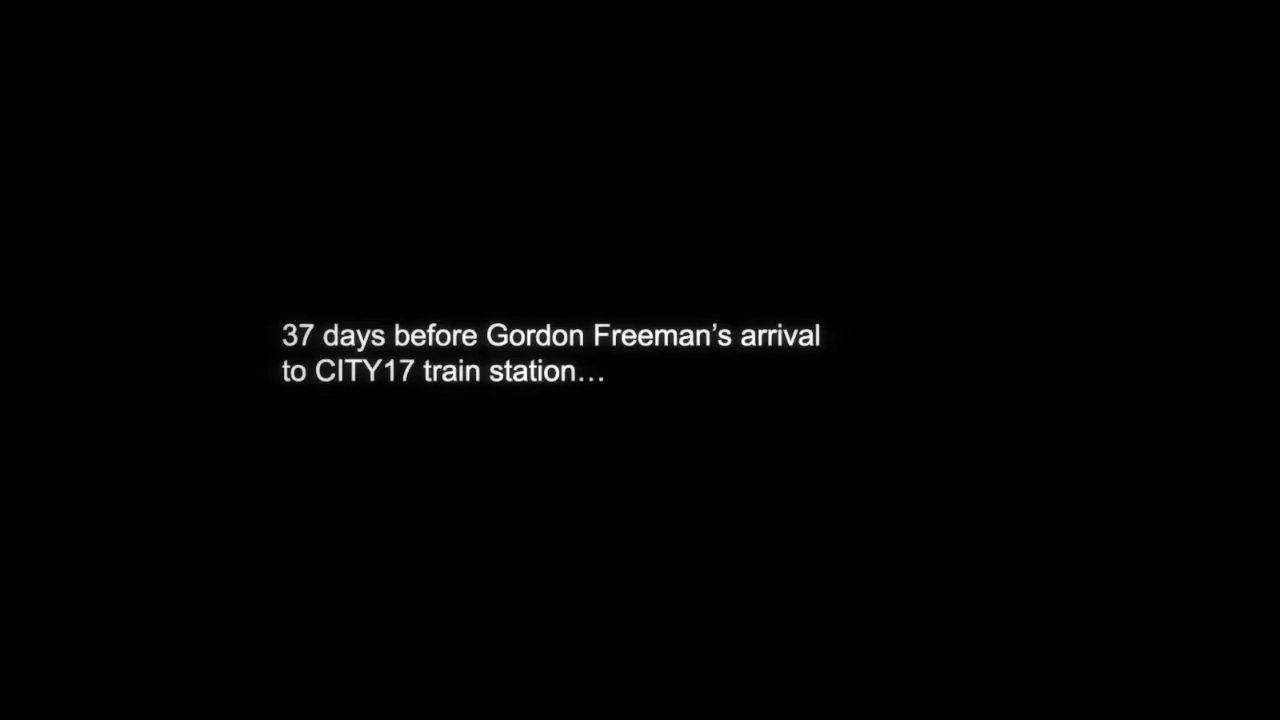 37 days before Gordon Freeman’s arrival
to CITY17 train station…